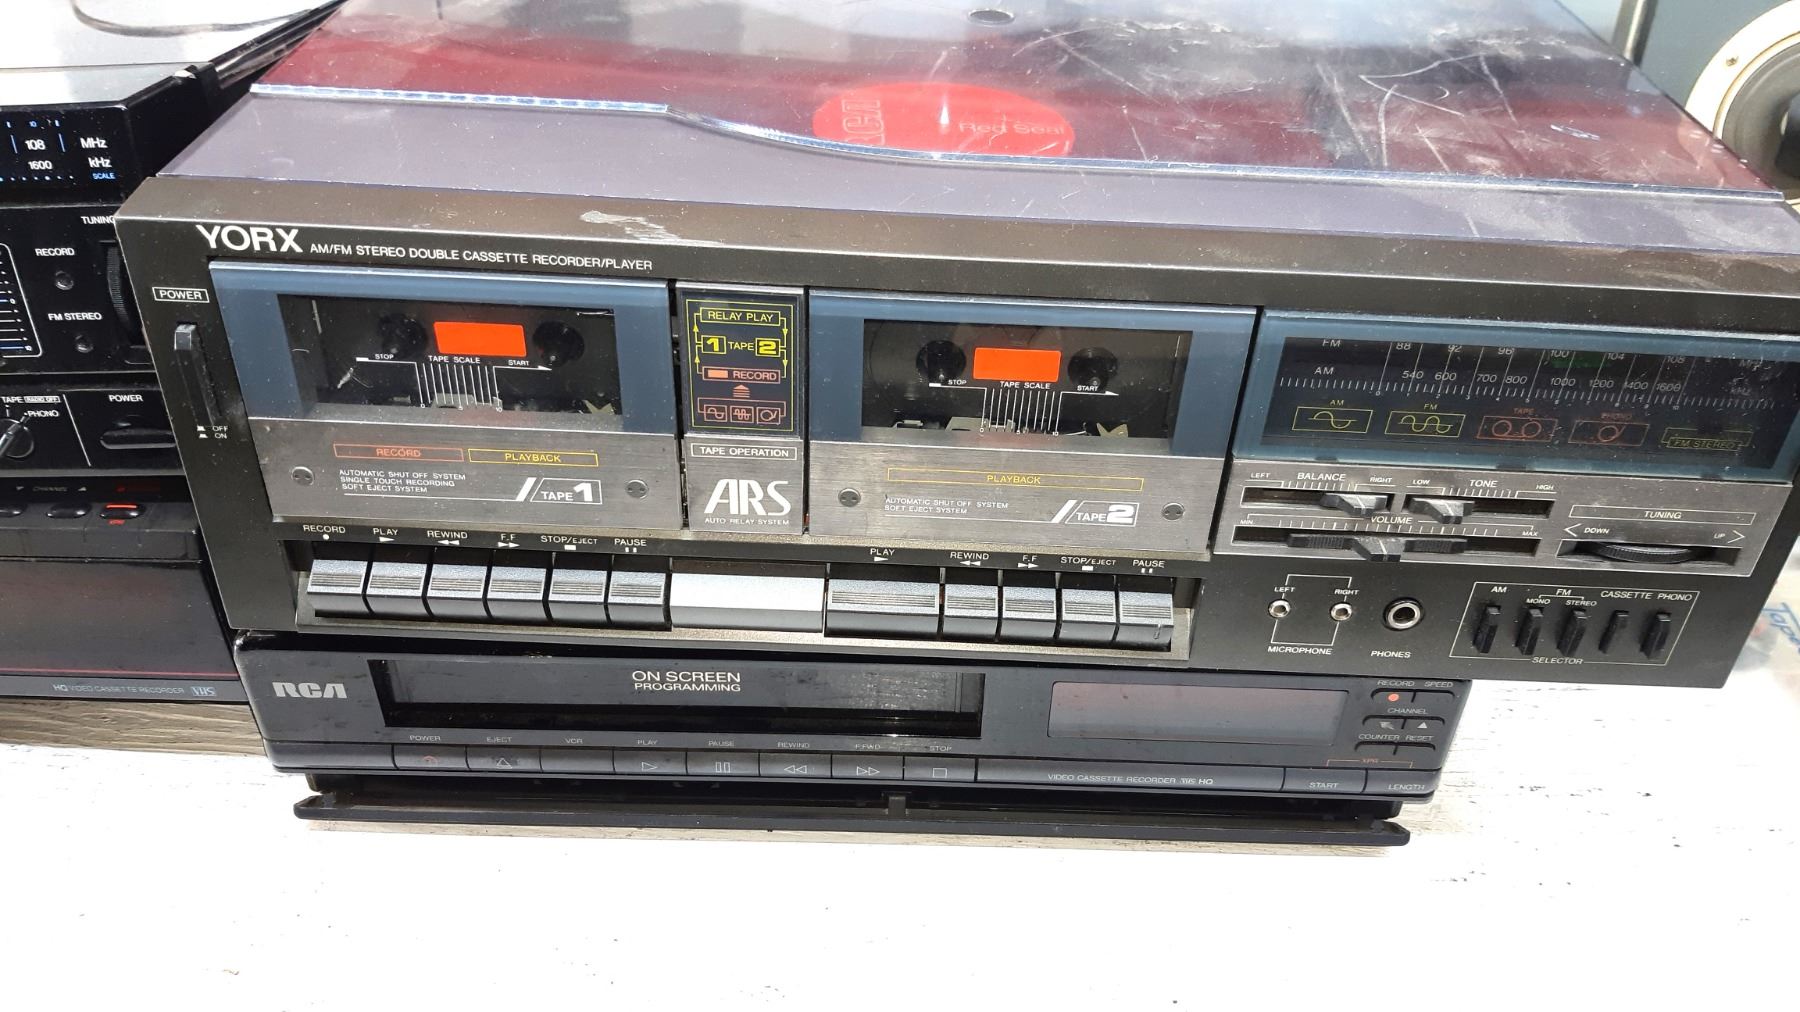 RCA
Red Seal
108 MHz
1600 kHz
SCALE
TUNING
RECORD
FM STEREO
TAPE RADIO OFF
PHONO
POWER
CHANNEL
HQ VIDEO CASSETTE RECORDER VHS
YORX AM/FM STEREO DOUBLE CASSETTE RECORDER/PLAYER
POWER
OFF
ON
STOP TAPE SCALE START
RECORD PLAYBACK
AUTOMATIC SHUT OFF SYSTEM
SINGLE TOUCH RECORDING
SOFT EJECT SYSTEM
TAPE 1
RELAY PLAY
1 TAPE 2
RECORD
TAPE OPERATION
ARS
AUTO RELAY SYSTEM
STOP TAPE SCALE START
PLAYBACK
AUTOMATIC SHUT OFF SYSTEM
SOFT EJECT SYSTEM
TAPE 2
FM 88 92 96 100 104 108
AM 540 600 700 800 1000 1200 1400 1600
AM FM TAPE PHONO
FM STEREO
LEFT BALANCE RIGHT LOW TONE HIGH
MIN. VOLUME MAX
TUNING
DOWN UP
RECORD PLAY REWIND F.F STOP/EJECT PAUSE
PLAY REWIND F.F STOP/EJECT PAUSE
LEFT RIGHT
MICROPHONE
PHONES
AM FM CASSETTE PHONO
MONO STEREO
SELECTOR
RCA
ON SCREEN
PROGRAMMING
RECORD SPEED
CHANNEL
COUNTER RESET
XPR
POWER EJECT VCR PLAY PAUSE REWIND F.FWD STOP
VIDEO CASSETTE RECORDER VHS HQ
START LENGTH